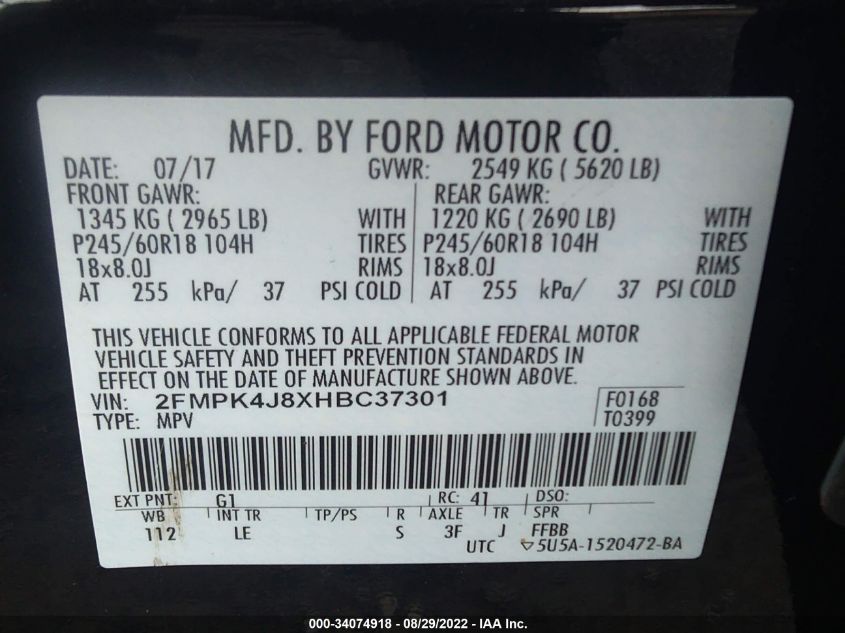 MFD. BY FORD MOTOR CO.
DATE: 07/17 GVWR: 2549 KG ( 5620 LB)
FRONT GAWR: REAR GAWR:
1345 KG ( 2965 LB) WITH 1220 KG ( 2690 LB) WITH
P245/60R18 104H TIRES P245/60R18 104H TIRES
18x8.0J RIMS 18x8.0J RIMS
AT 255 kPa/ 37 PSI COLD AT 255 kPa/ 37 PSI COLD
THIS VEHICLE CONFORMS TO ALL APPLICABLE FEDERAL MOTOR
VEHICLE SAFETY AND THEFT PREVENTION STANDARDS IN
EFFECT ON THE DATE OF MANUFACTURE SHOWN ABOVE.
VIN: 2FMPK4J8XHBC37301 F0168
TYPE: MPV T0399
EXT PNT: G1 RC: 41 DSO:
WB INT TR TP/PS R AXLE TR SPR
112 LE S 3F J FFBB
UTC ▽5U5A-1520472-BA
000-34074918 - 08/29/2022 - IAA Inc.